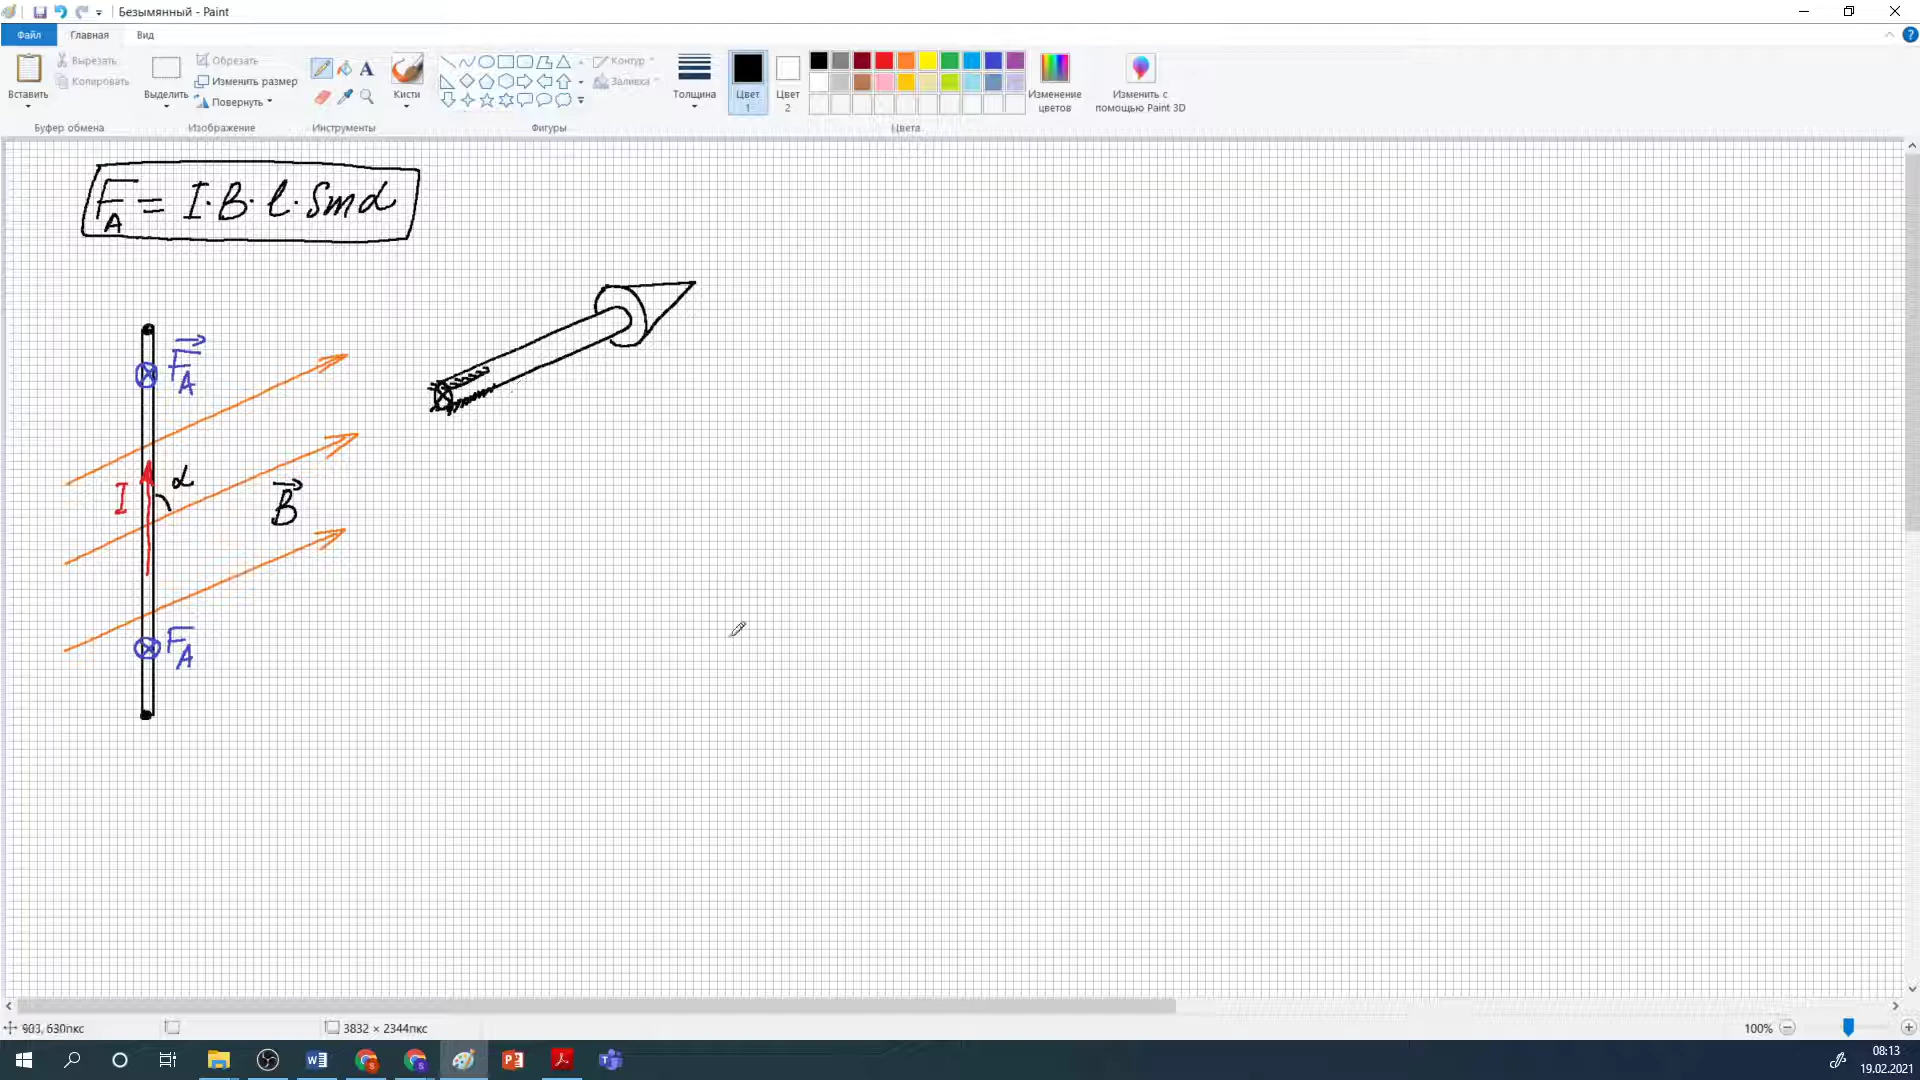 Безымянный - Paint
Файл Главная Вид
Вставить
Вырезать
Копировать
Буфер обмена
Выделить
Обрезать
Изменить размер
Повернуть
Изображение
A
Инструменты
Кисти
Контур
Заливка
Фигуры
Толщина
Цвет 1
Цвет 2
Цвета
Изменение цветов
Изменить с помощью Paint 3D
F_A = I · B · l · Sinα
F_A
I
α
B
F_A
903, 630пкс
3832 × 2344пкс
100%
08:13
19.02.2021